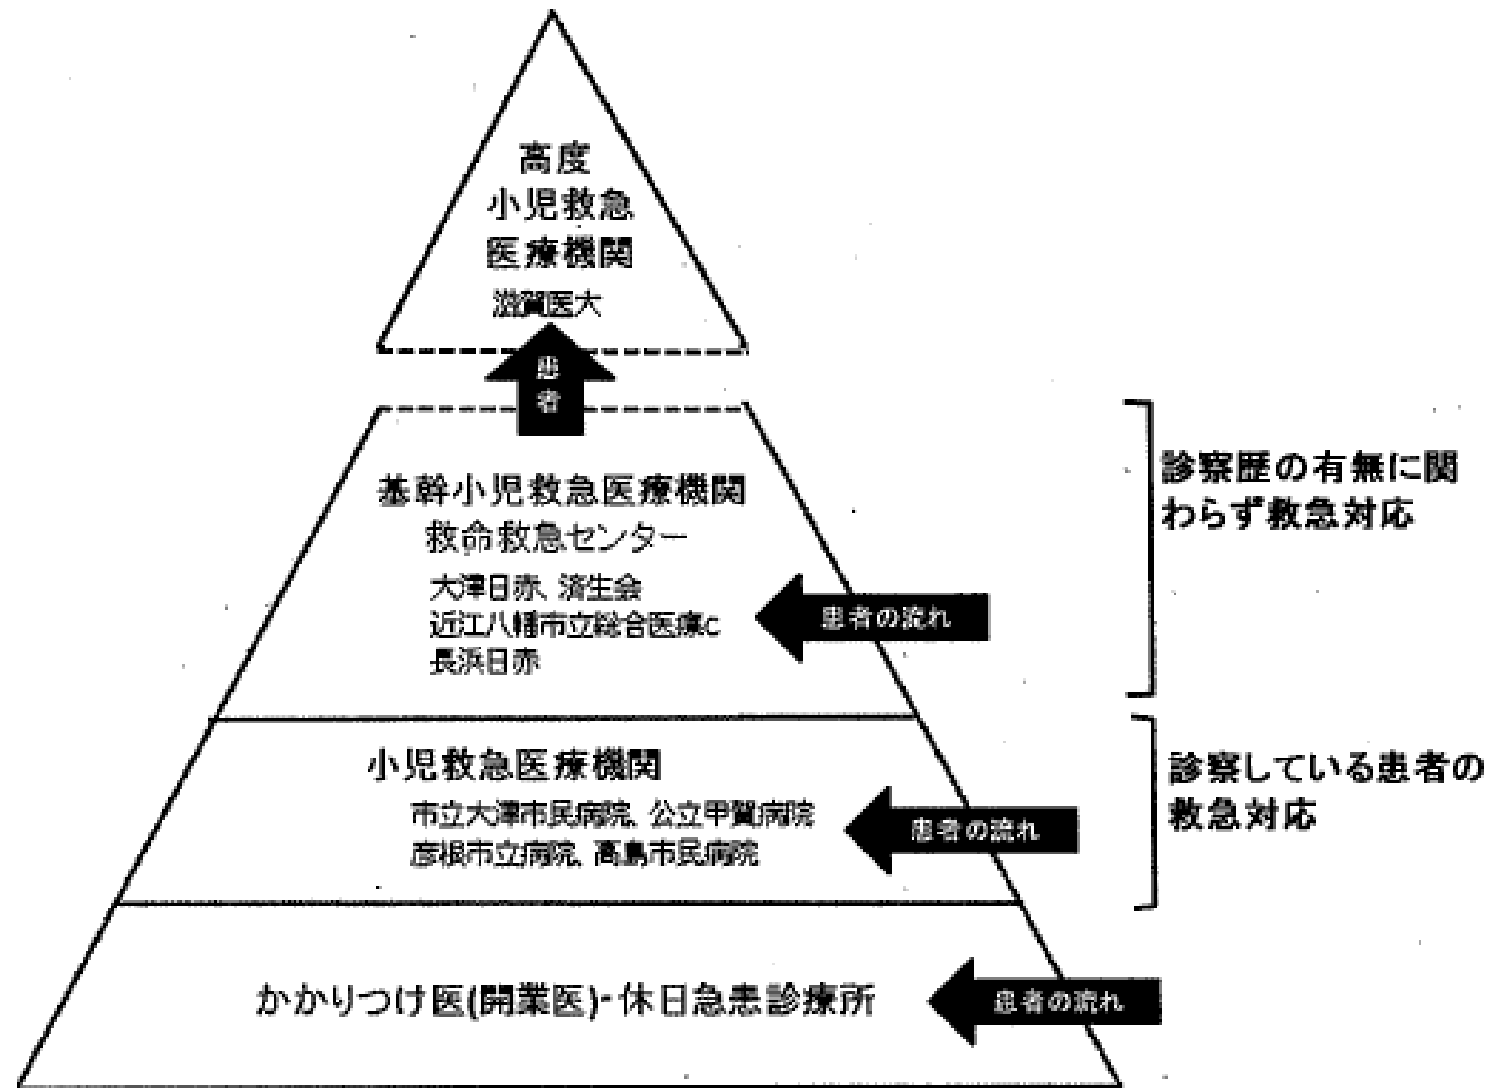 高度
小児救急
医療機関
滋賀医大
患
者
基幹小児救急医療機関
救命救急センター
大津日赤、済生会
近江八幡市立総合医療c
長浜日赤
患者の流れ
診察歴の有無に関
わらず救急対応
小児救急医療機関
市立大津市民病院、公立甲賀病院
彦根市立病院、高島市民病院
患者の流れ
診察している患者の
救急対応
かかりつけ医(開業医)・休日急患診療所
患者の流れ